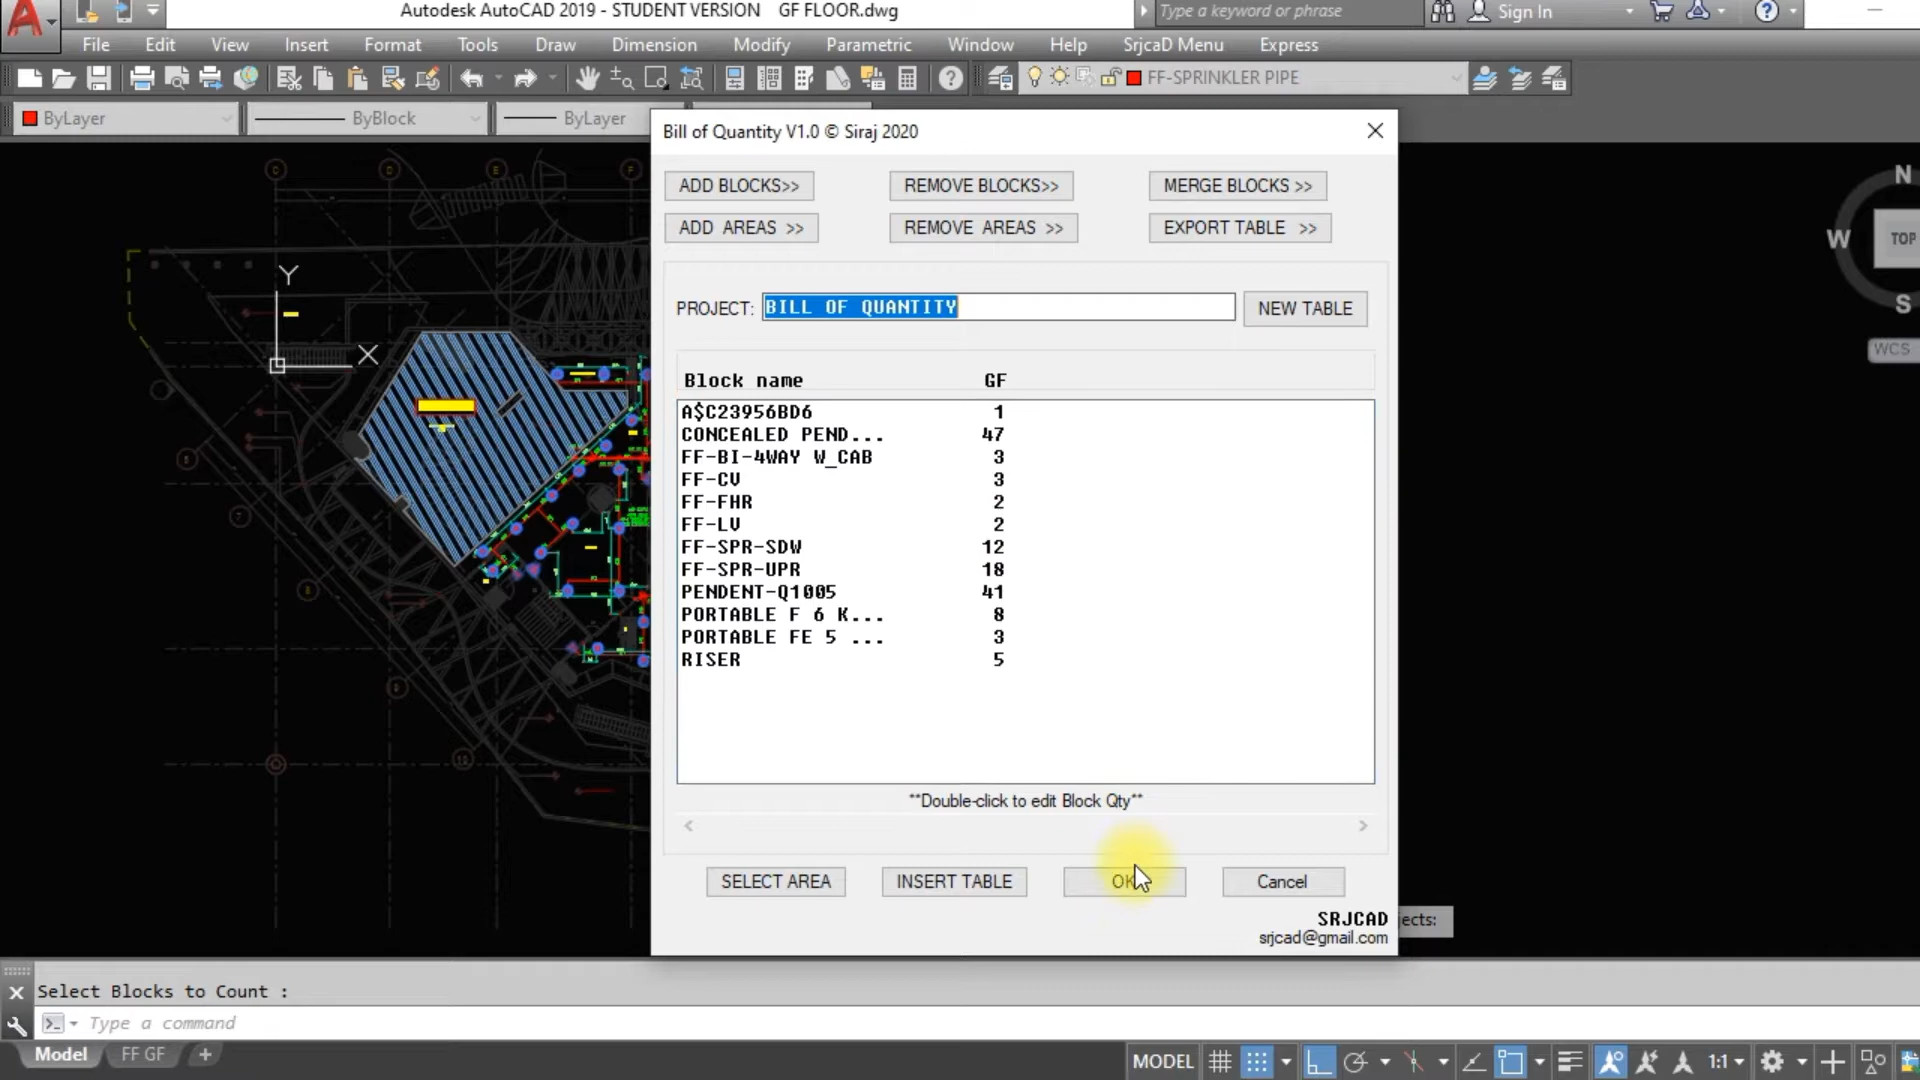 Autodesk AutoCAD 2019 - STUDENT VERSION GF FLOOR.dwg
Type a keyword or phrase
Sign In
File Edit View Insert Format Tools Draw Dimension Modify Parametric Window Help SrjcaD Menu Express
FF-SPRINKLER PIPE
ByLayer ByBlock ByLayer
Bill of Quantity V1.0 © Siraj 2020
ADD BLOCKS>> REMOVE BLOCKS>> MERGE BLOCKS >>
ADD AREAS >> REMOVE AREAS >> EXPORT TABLE >>
PROJECT: BILL OF QUANTITY NEW TABLE
Block name GF
A$C23956BD6 1
CONCEALED PEND... 47
FF-BI-4WAY W_CAB 3
FF-CV 3
FF-FHR 2
FF-LV 2
FF-SPR-SDW 12
FF-SPR-UPR 18
PENDENT-Q1005 41
PORTABLE F 6 K... 8
PORTABLE FE 5 ... 3
RISER 5
**Double-click to edit Block Qty**
< >
SELECT AREA INSERT TABLE OK Cancel
SRJCAD
srjcad@gmail.com
jects:
N
W TOP
S
WCS
Y
X
Select Blocks to Count :
Type a command
Model FF GF +
MODEL 1:1